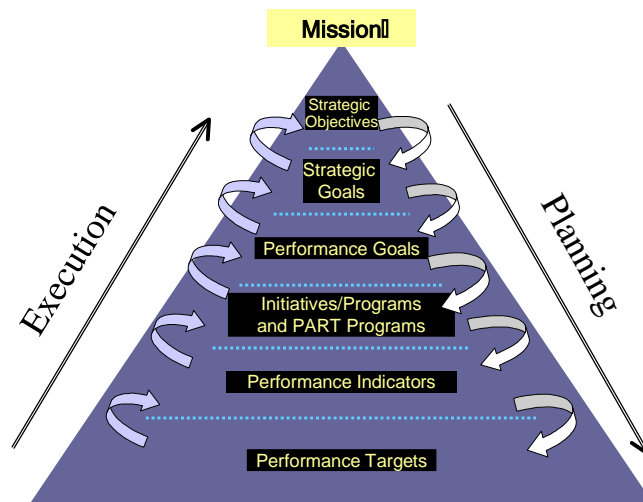 Mission▯
Strategic
Objectives
Strategic
Goals
Performance Goals
Initiatives/Programs
and PART Programs
Performance Indicators
Performance Targets
Execution
Planning